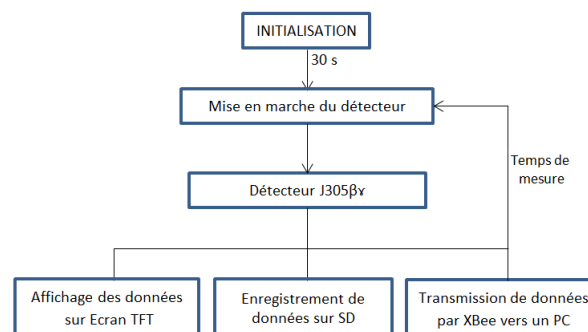 INITIALISATION
30 s
Mise en marche du détecteur
Temps de
mesure
Détecteur J305βɣ
Affichage des données
sur Ecran TFT
Enregistrement de
données sur SD
Transmission de données
par XBee vers un PC